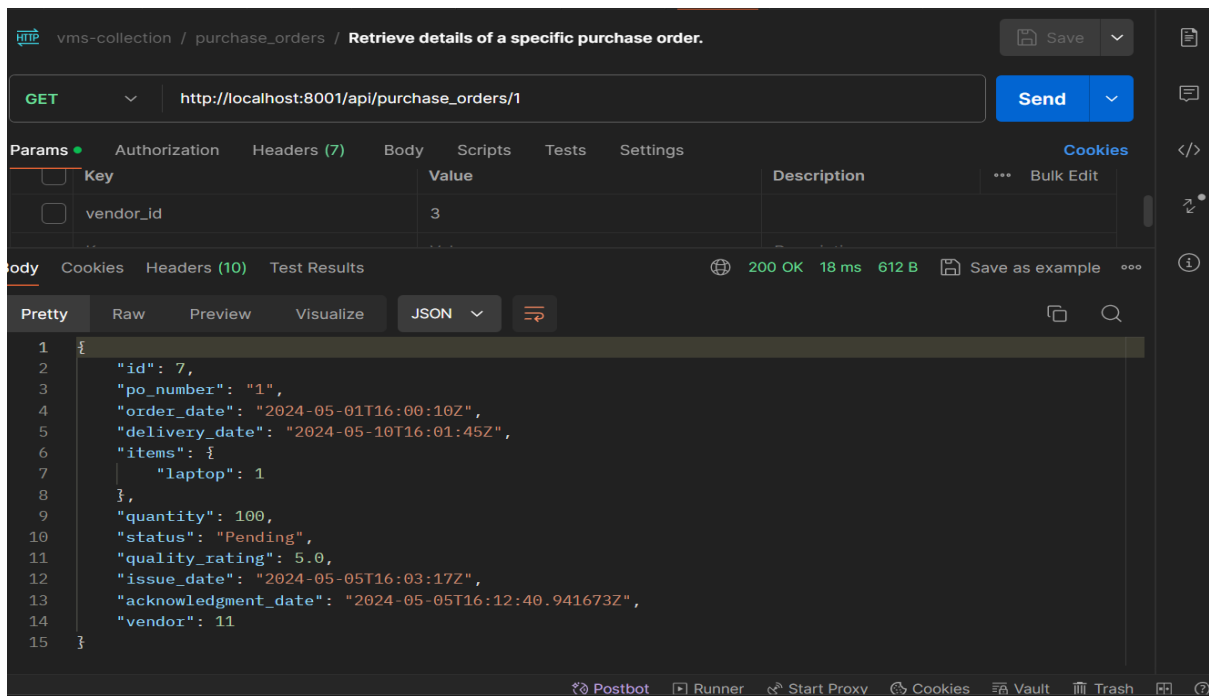 HTTP vms-collection / purchase_orders / Retrieve details of a specific purchase order. Save
GET http://localhost:8001/api/purchase_orders/1 Send
Params Authorization Headers (7) Body Scripts Tests Settings Cookies
Key Value Description Bulk Edit
vendor_id 3
Body Cookies Headers (10) Test Results 200 OK 18 ms 612 B Save as example
Pretty Raw Preview Visualize JSON
1 {
2 "id": 7,
3 "po_number": "1",
4 "order_date": "2024-05-01T16:00:10Z",
5 "delivery_date": "2024-05-10T16:01:45Z",
6 "items": {
7 "laptop": 1
8 },
9 "quantity": 100,
10 "status": "Pending",
11 "quality_rating": 5.0,
12 "issue_date": "2024-05-05T16:03:17Z",
13 "acknowledgment_date": "2024-05-05T16:12:40.941673Z",
14 "vendor": 11
15 }
Postbot Runner Start Proxy Cookies Vault Trash